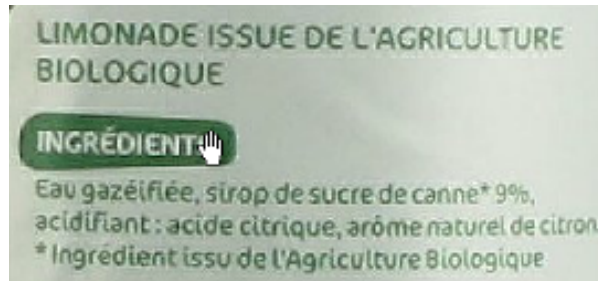 LIMONADE ISSUE DE L'AGRICULTURE
BIOLOGIQUE
INGRÉDIENTS
Eau gazéifiée, sirop de sucre de canne* 9%,
acidifiant : acide citrique, arôme naturel de citron
* Ingrédient issu de l'Agriculture Biologique